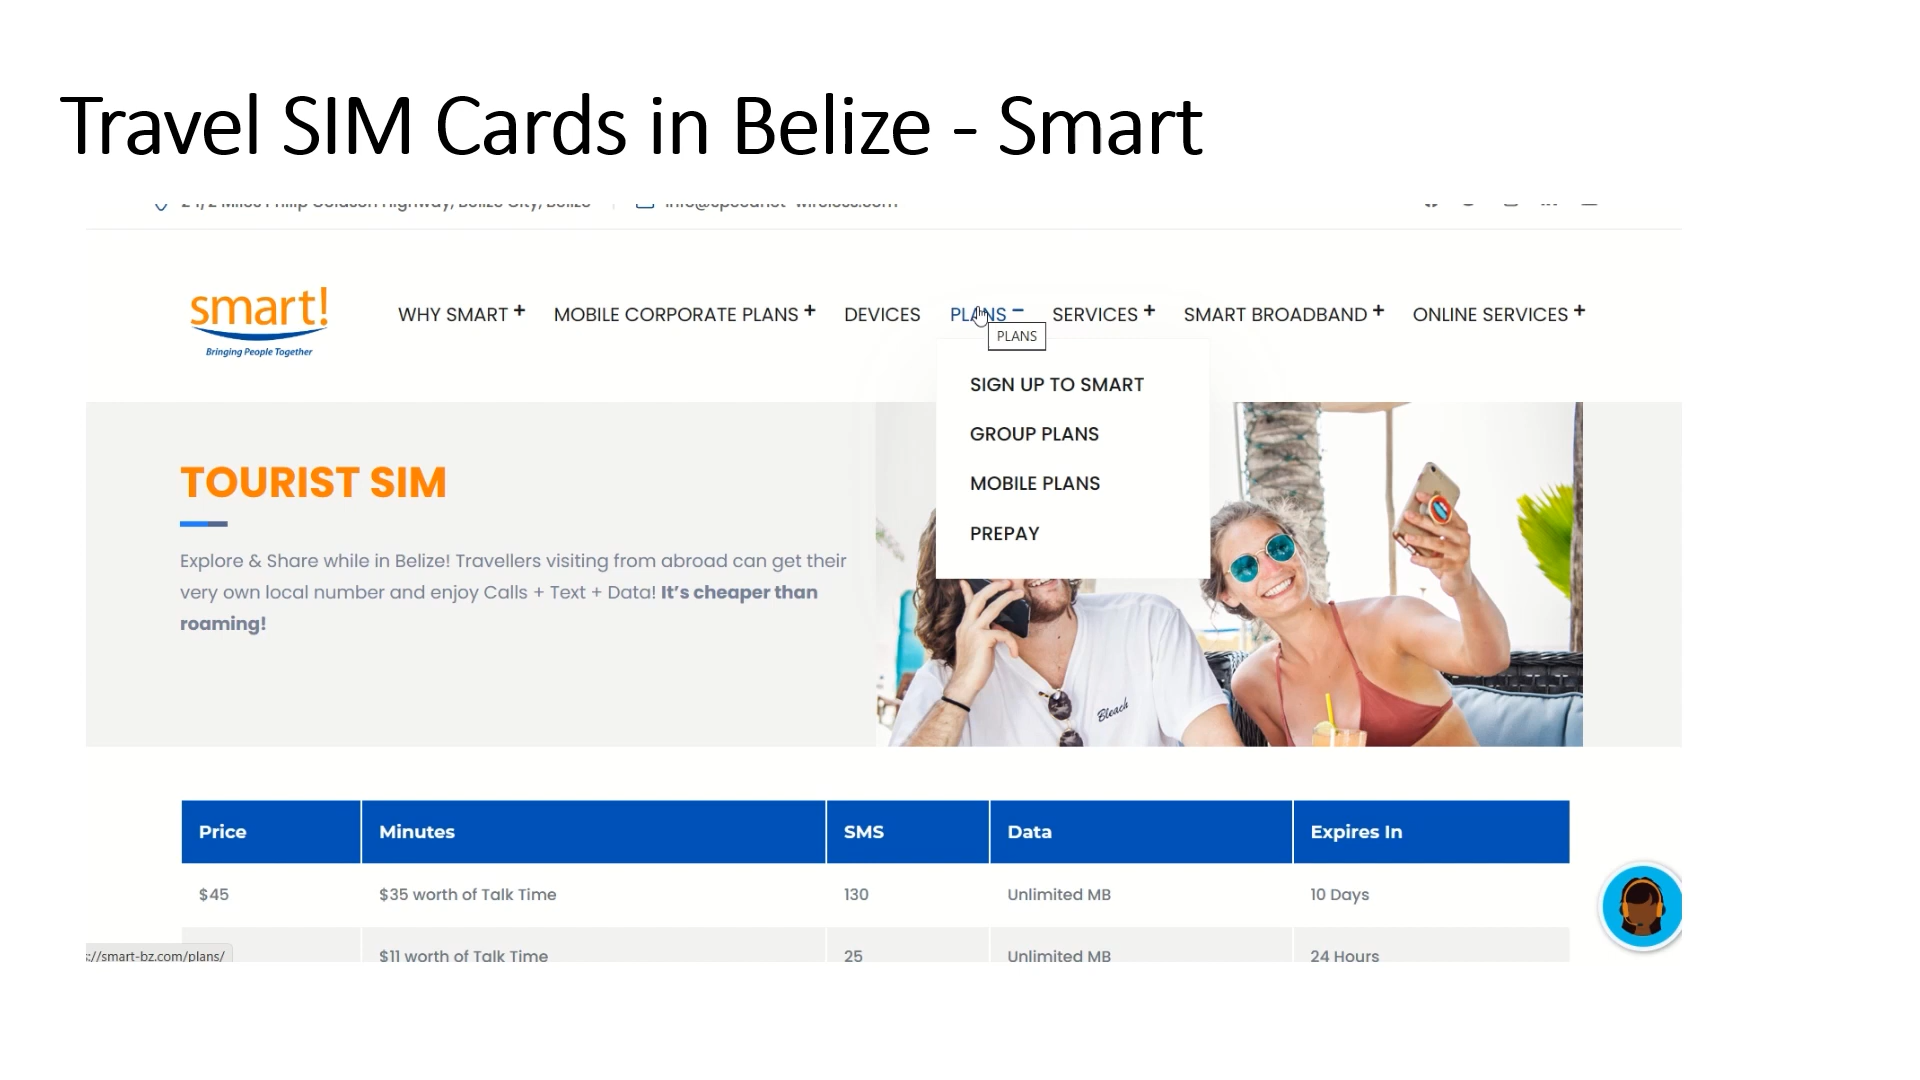 Travel SIM Cards in Belize - Smart
smart!
Bringing People Together
WHY SMART + MOBILE CORPORATE PLANS + DEVICES PLANS − SERVICES + SMART BROADBAND + ONLINE SERVICES +
PLANS
SIGN UP TO SMART
GROUP PLANS
MOBILE PLANS
PREPAY
TOURIST SIM
Explore & Share while in Belize! Travellers visiting from abroad can get their
very own local number and enjoy Calls + Text + Data! It’s cheaper than
roaming!
Bleach
Price Minutes SMS Data Expires In
$45 $35 worth of Talk Time 130 Unlimited MB 10 Days
$11 worth of Talk Time 25 Unlimited MB 24 Hours
s://smart-bz.com/plans/